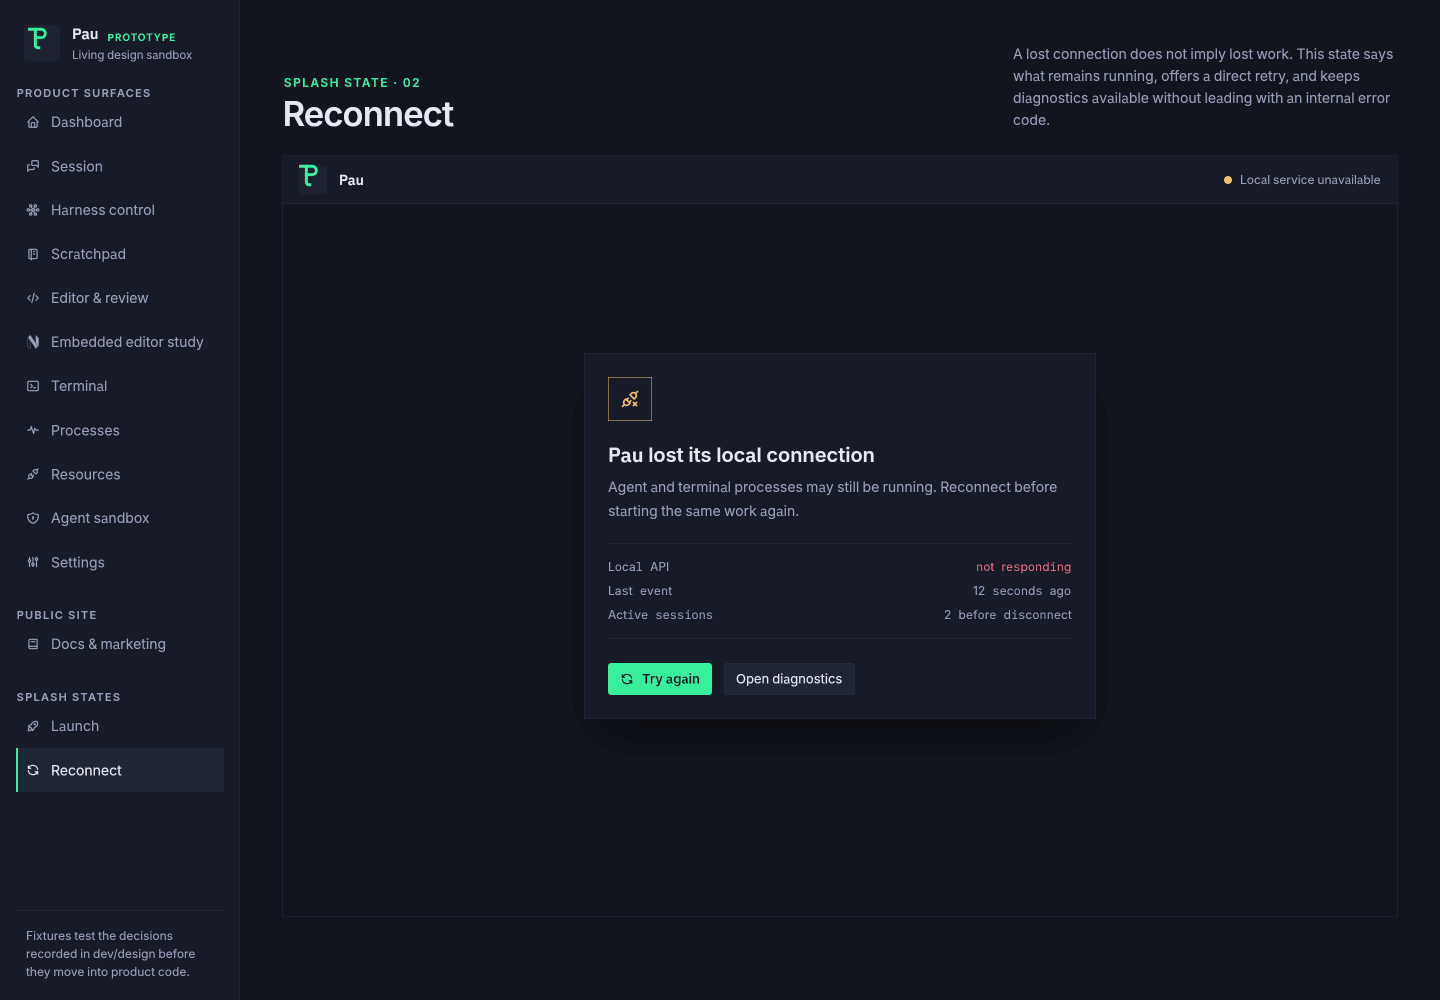 Pau PROTOTYPE
Living design sandbox
PRODUCT SURFACES
Dashboard
Session
Harness control
Scratchpad
Editor & review
Embedded editor study
Terminal
Processes
Resources
Agent sandbox
Settings
PUBLIC SITE
Docs & marketing
SPLASH STATES
Launch
Reconnect
Fixtures test the decisions
recorded in dev/design before
they move into product code.
SPLASH STATE · 02
Reconnect
A lost connection does not imply lost work. This state says
what remains running, offers a direct retry, and keeps
diagnostics available without leading with an internal error
code.
Pau
Local service unavailable
Pau lost its local connection
Agent and terminal processes may still be running. Reconnect before
starting the same work again.
Local API not responding
Last event 12 seconds ago
Active sessions 2 before disconnect
Try again
Open diagnostics